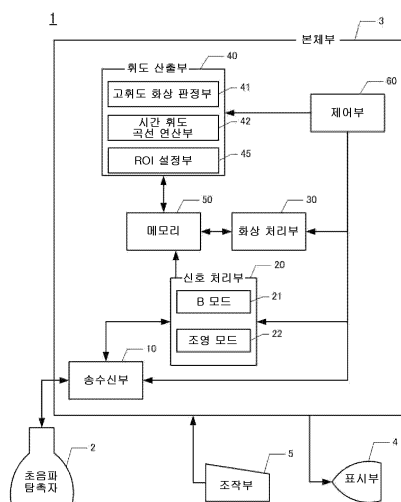 1
3
본체부
40
휘도 산출부
고휘도 화상 판정부
41
시간 휘도
곡선 연산부
42
ROI 설정부
45
60
제어부
50
메모리
30
화상 처리부
20
신호 처리부
B 모드
21
조영 모드
22
10
송수신부
2
초음파
탐촉자
조작부
5
표시부
4